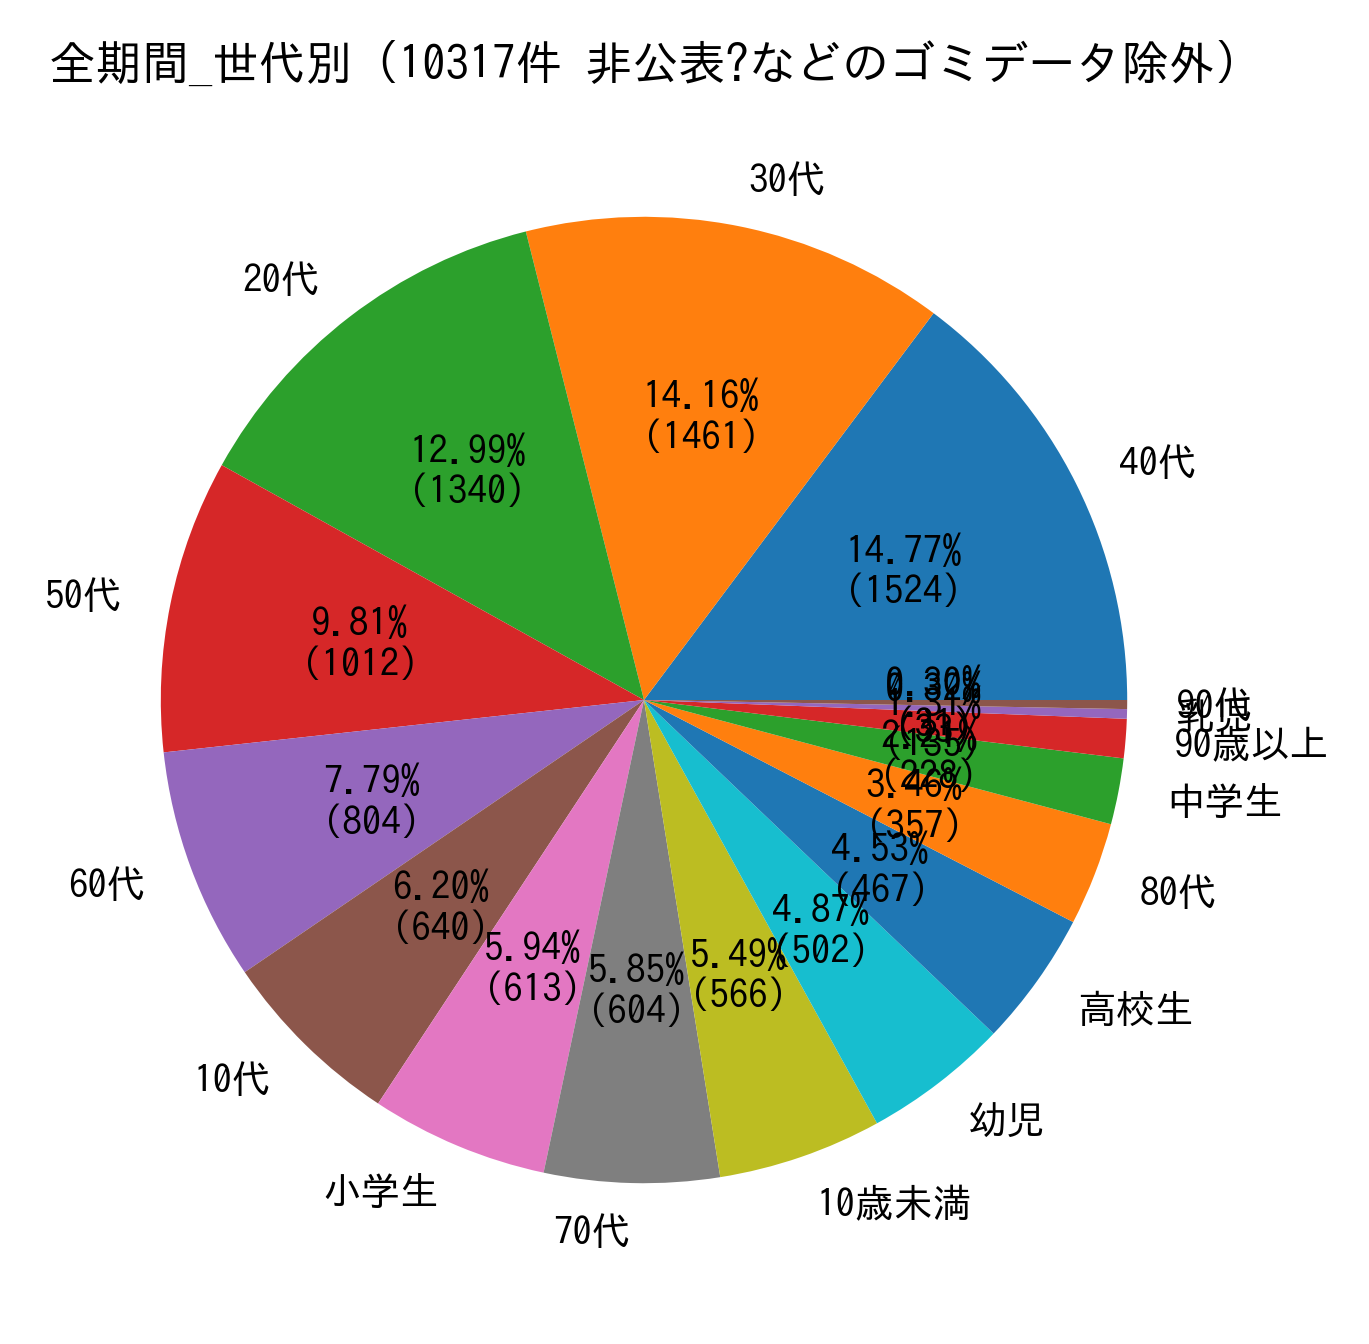 全期間_世代別（10317件 非公表?などのゴミデータ除外）
30代
20代
40代
14.16%
(1461)
12.99%
(1340)
14.77%
(1524)
50代
9.81%
(1012)
90代
乳児
90歳以上
7.79%
(804)
中学生
3.46%
(357)
4.53%
(467)
60代
6.20%
(640)
80代
4.87%
(502)
5.94%
(613)
5.85%
(604)
5.49%
(566)
高校生
10代
幼児
小学生
10歳未満
70代